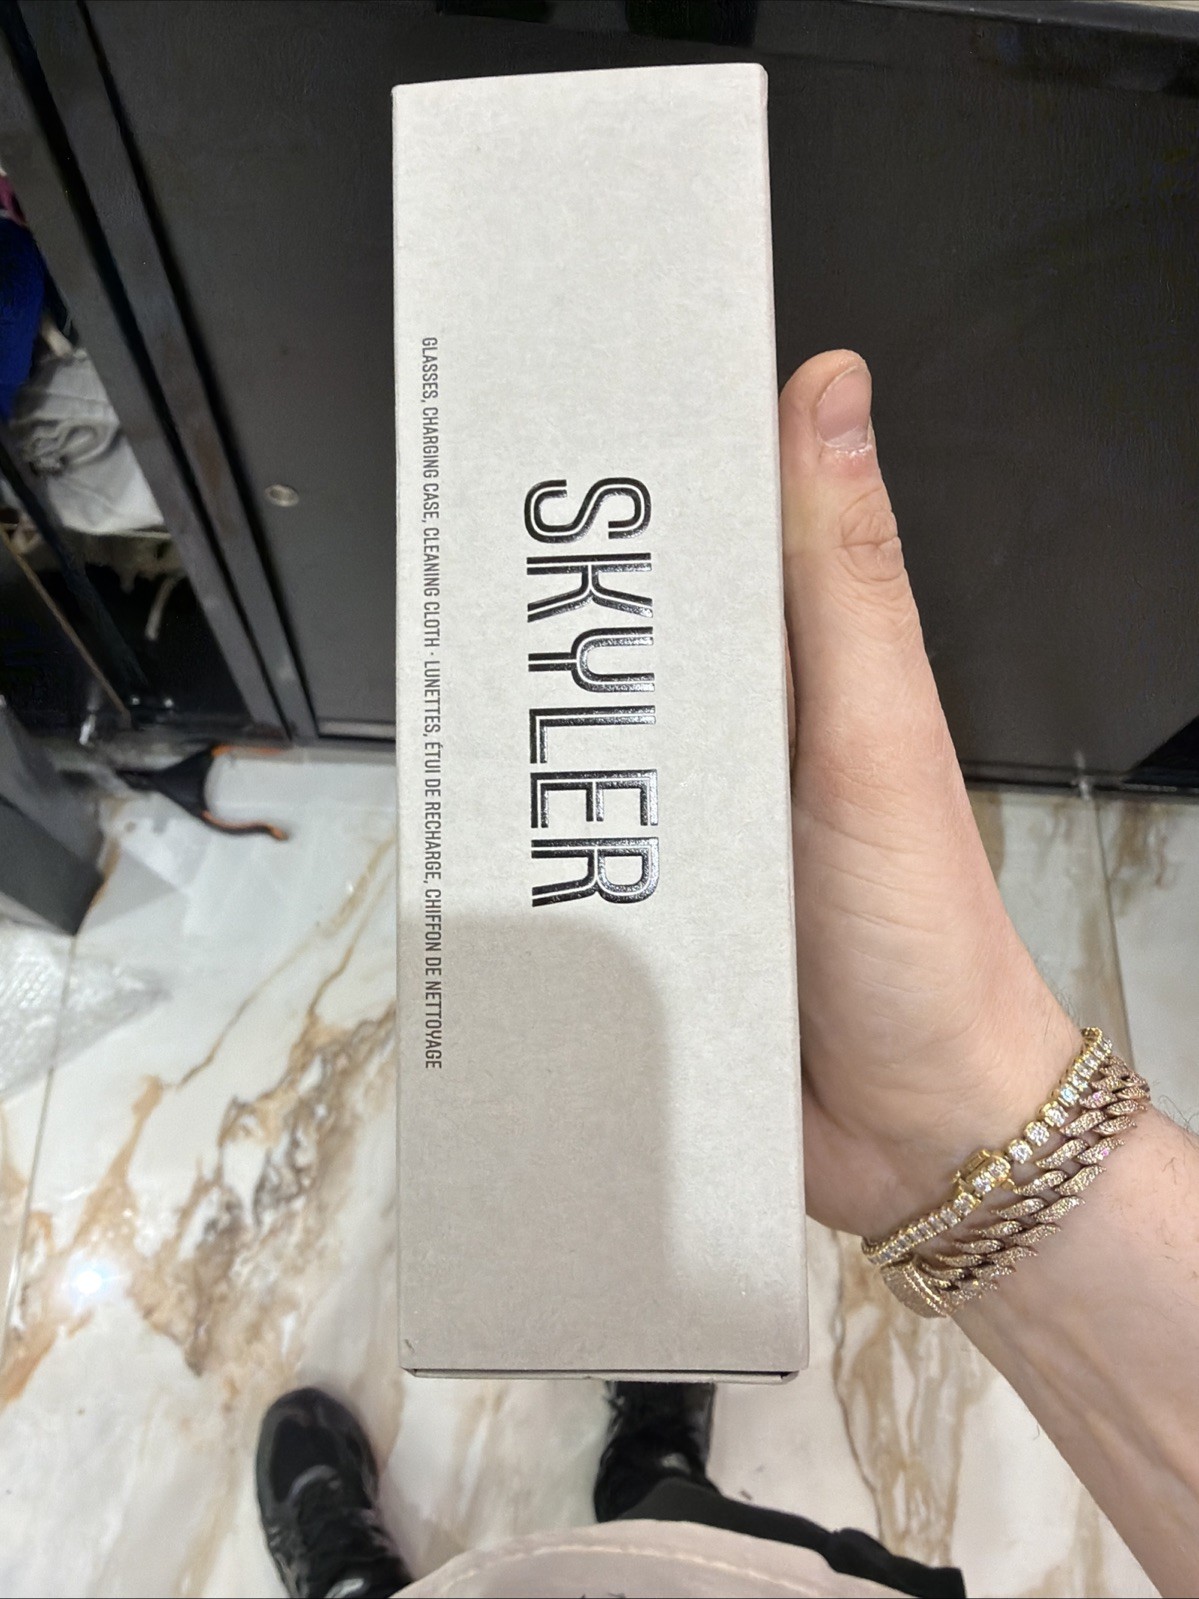 SKYLER
GLASSES, CHARGING CASE, CLEANING CLOTH · LUNETTES, ÉTUI DE RECHARGE, CHIFFON DE NETTOYAGE